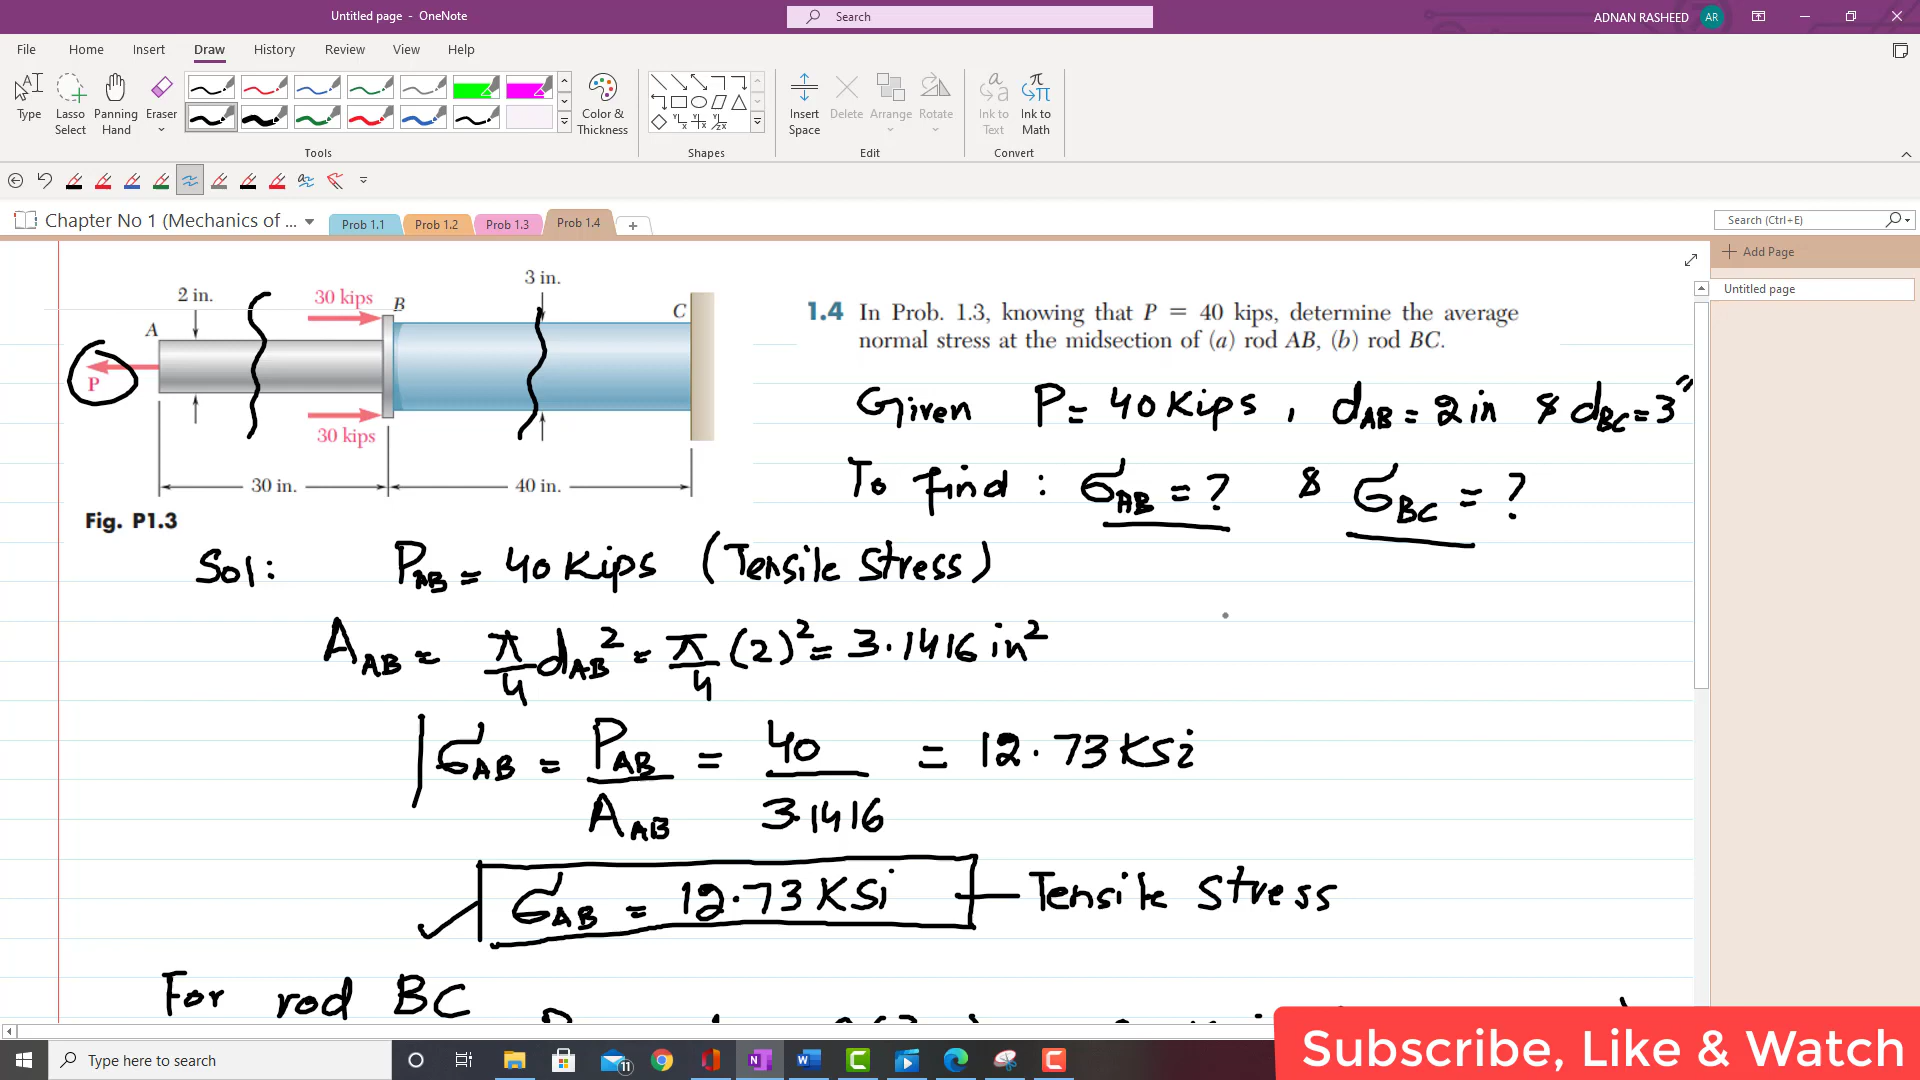 Untitled page - OneNote
Search
ADNAN RASHEED
AR
File Home Insert Draw History Review View Help
Type
Lasso Select
Panning Hand
Eraser
Color & Thickness
Insert Space
Delete
Arrange
Rotate
Ink to Text
Ink to Math
Tools
Shapes
Edit
Convert
Chapter No 1 (Mechanics of ...
Prob 1.1
Prob 1.2
Prob 1.3
Prob 1.4
Search (Ctrl+E)
Add Page
Untitled page
2 in.
30 kips
B
3 in.
C
A
P
30 kips
30 in.
40 in.
Fig. P1.3
1.4 In Prob. 1.3, knowing that P = 40 kips, determine the average
normal stress at the midsection of (a) rod AB, (b) rod BC.
Given P = 40 Kips, dAB = 2 in & dBC = 3"
To find : σAB = ? & σBC = ?
Sol: PAB = 40 Kips (Tensile Stress)
AAB = π/4 dAB² = π/4 (2)² = 3.1416 in²
σAB = PAB/AAB = 40/3.1416 = 12.73 KSi
σAB = 12.73 KSi — Tensile Stress
For rod BC
Subscribe, Like & Watch
Type here to search
11